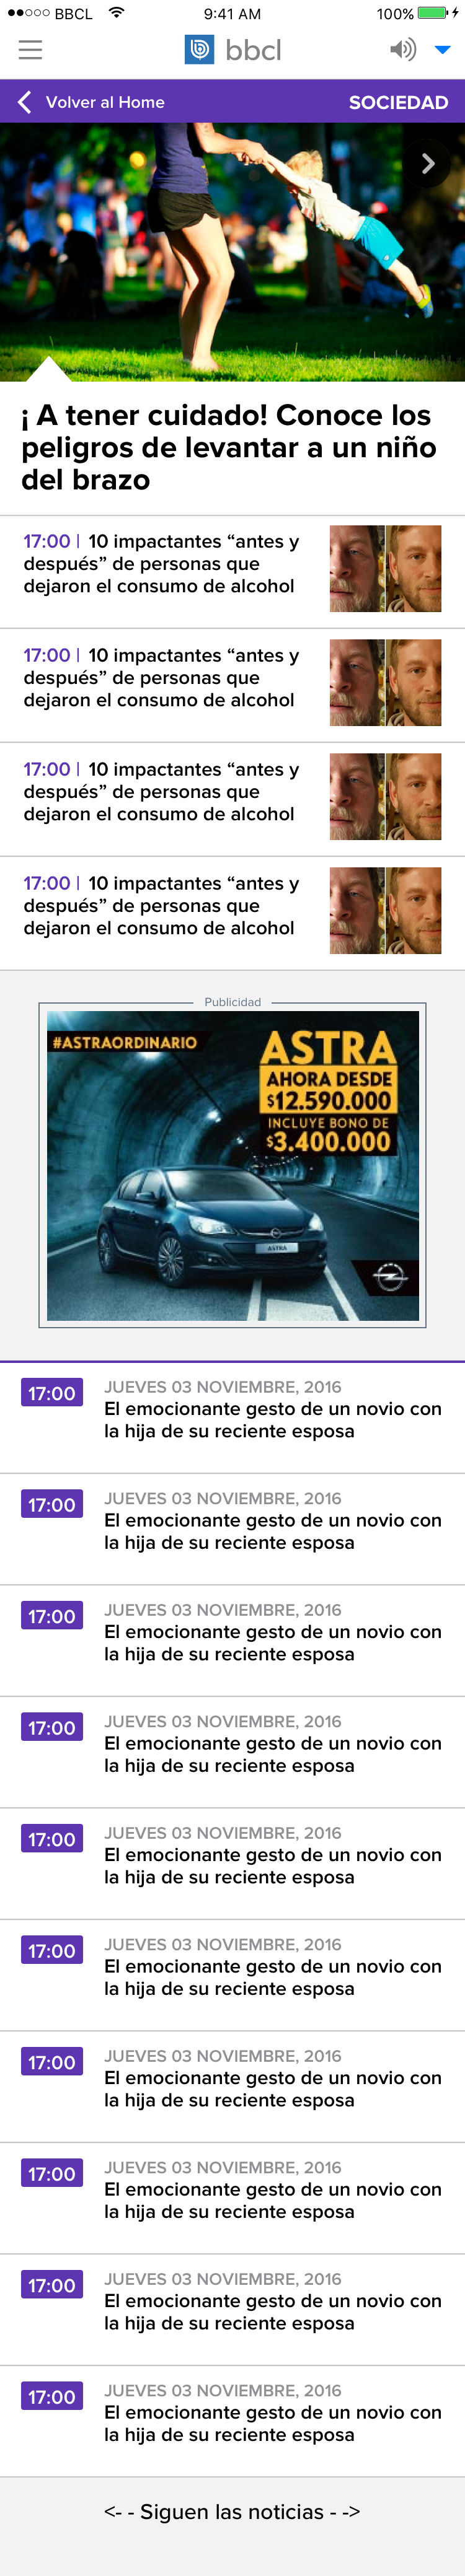 BBCL 9:41 AM 100%
bbcl
Volver al Home SOCIEDAD
¡ A tener cuidado! Conoce los
peligros de levantar a un niño
del brazo
17:00 | 10 impactantes “antes y
después” de personas que
dejaron el consumo de alcohol
17:00 | 10 impactantes “antes y
después” de personas que
dejaron el consumo de alcohol
17:00 | 10 impactantes “antes y
después” de personas que
dejaron el consumo de alcohol
17:00 | 10 impactantes “antes y
después” de personas que
dejaron el consumo de alcohol
Publicidad
#ASTRAORDINARIO
ASTRA
AHORA DESDE
$12.590.000
INCLUYE BONO DE
$3.400.000
ASTRA
17:00 JUEVES 03 NOVIEMBRE, 2016
El emocionante gesto de un novio con
la hija de su reciente esposa
17:00 JUEVES 03 NOVIEMBRE, 2016
El emocionante gesto de un novio con
la hija de su reciente esposa
17:00 JUEVES 03 NOVIEMBRE, 2016
El emocionante gesto de un novio con
la hija de su reciente esposa
17:00 JUEVES 03 NOVIEMBRE, 2016
El emocionante gesto de un novio con
la hija de su reciente esposa
17:00 JUEVES 03 NOVIEMBRE, 2016
El emocionante gesto de un novio con
la hija de su reciente esposa
17:00 JUEVES 03 NOVIEMBRE, 2016
El emocionante gesto de un novio con
la hija de su reciente esposa
17:00 JUEVES 03 NOVIEMBRE, 2016
El emocionante gesto de un novio con
la hija de su reciente esposa
17:00 JUEVES 03 NOVIEMBRE, 2016
El emocionante gesto de un novio con
la hija de su reciente esposa
17:00 JUEVES 03 NOVIEMBRE, 2016
El emocionante gesto de un novio con
la hija de su reciente esposa
17:00 JUEVES 03 NOVIEMBRE, 2016
El emocionante gesto de un novio con
la hija de su reciente esposa
<- - Siguen las noticias - ->